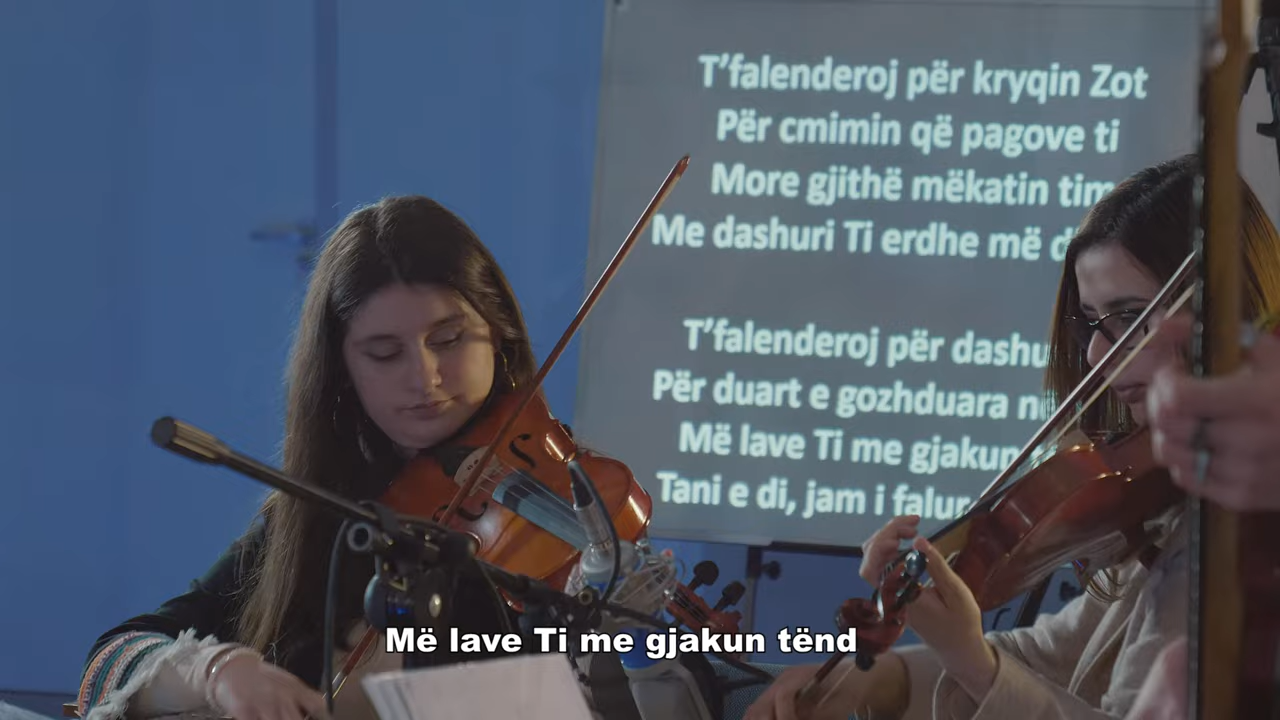 T’falenderoj për kryqin Zot
Për cmimin që pagove ti
More gjithë mëkatin tim
Me dashuri Ti erdhe më
T’falenderoj për
Për duart e gozhduara
Më lave Ti me gjakun
Tani e di, jam i
Më lave Ti me gjakun tënd